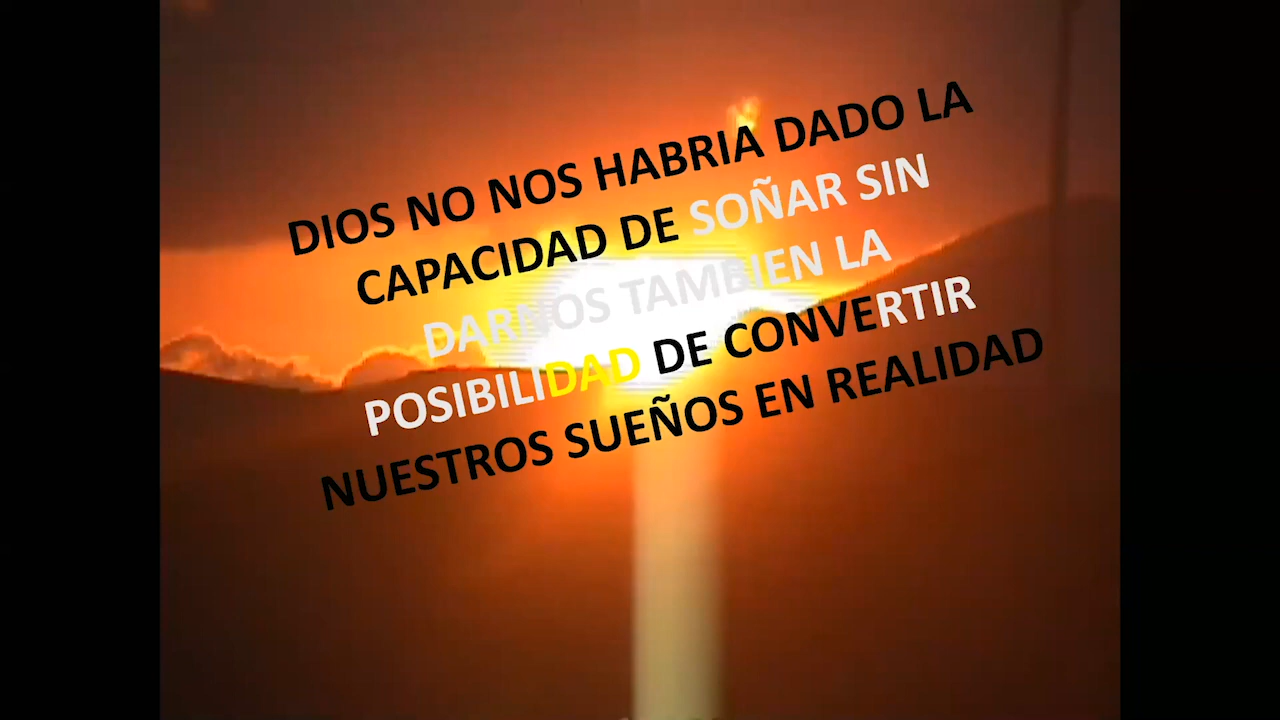 DIOS NO NOS HABRIA DADO LA
CAPACIDAD DE SOÑAR SIN
DARNOS TAMBIEN LA
POSIBILIDAD DE CONVERTIR
NUESTROS SUEÑOS EN REALIDAD